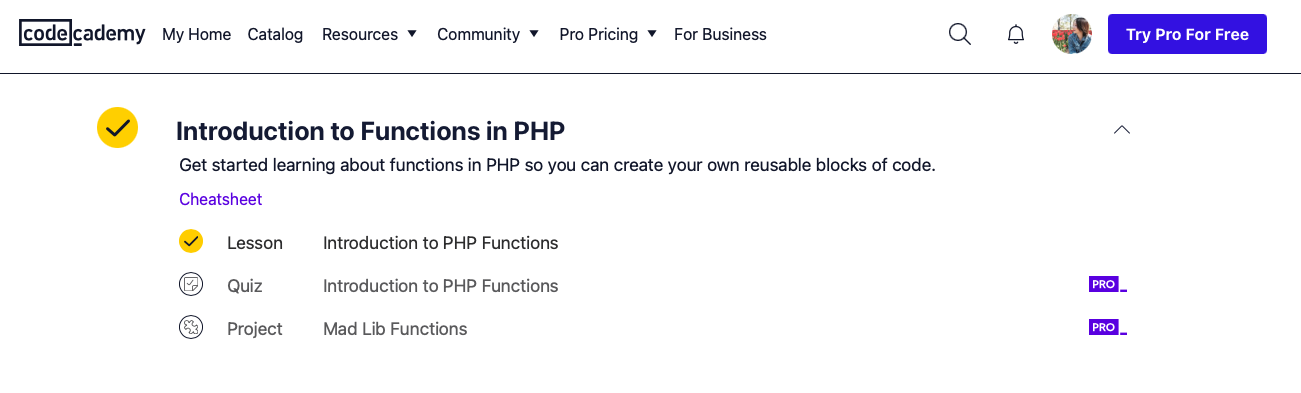 codecademy My Home Catalog Resources Community Pro Pricing For Business Try Pro For Free
Introduction to Functions in PHP
Get started learning about functions in PHP so you can create your own reusable blocks of code.
Cheatsheet
Lesson Introduction to PHP Functions
Quiz Introduction to PHP Functions PRO
Project Mad Lib Functions PRO